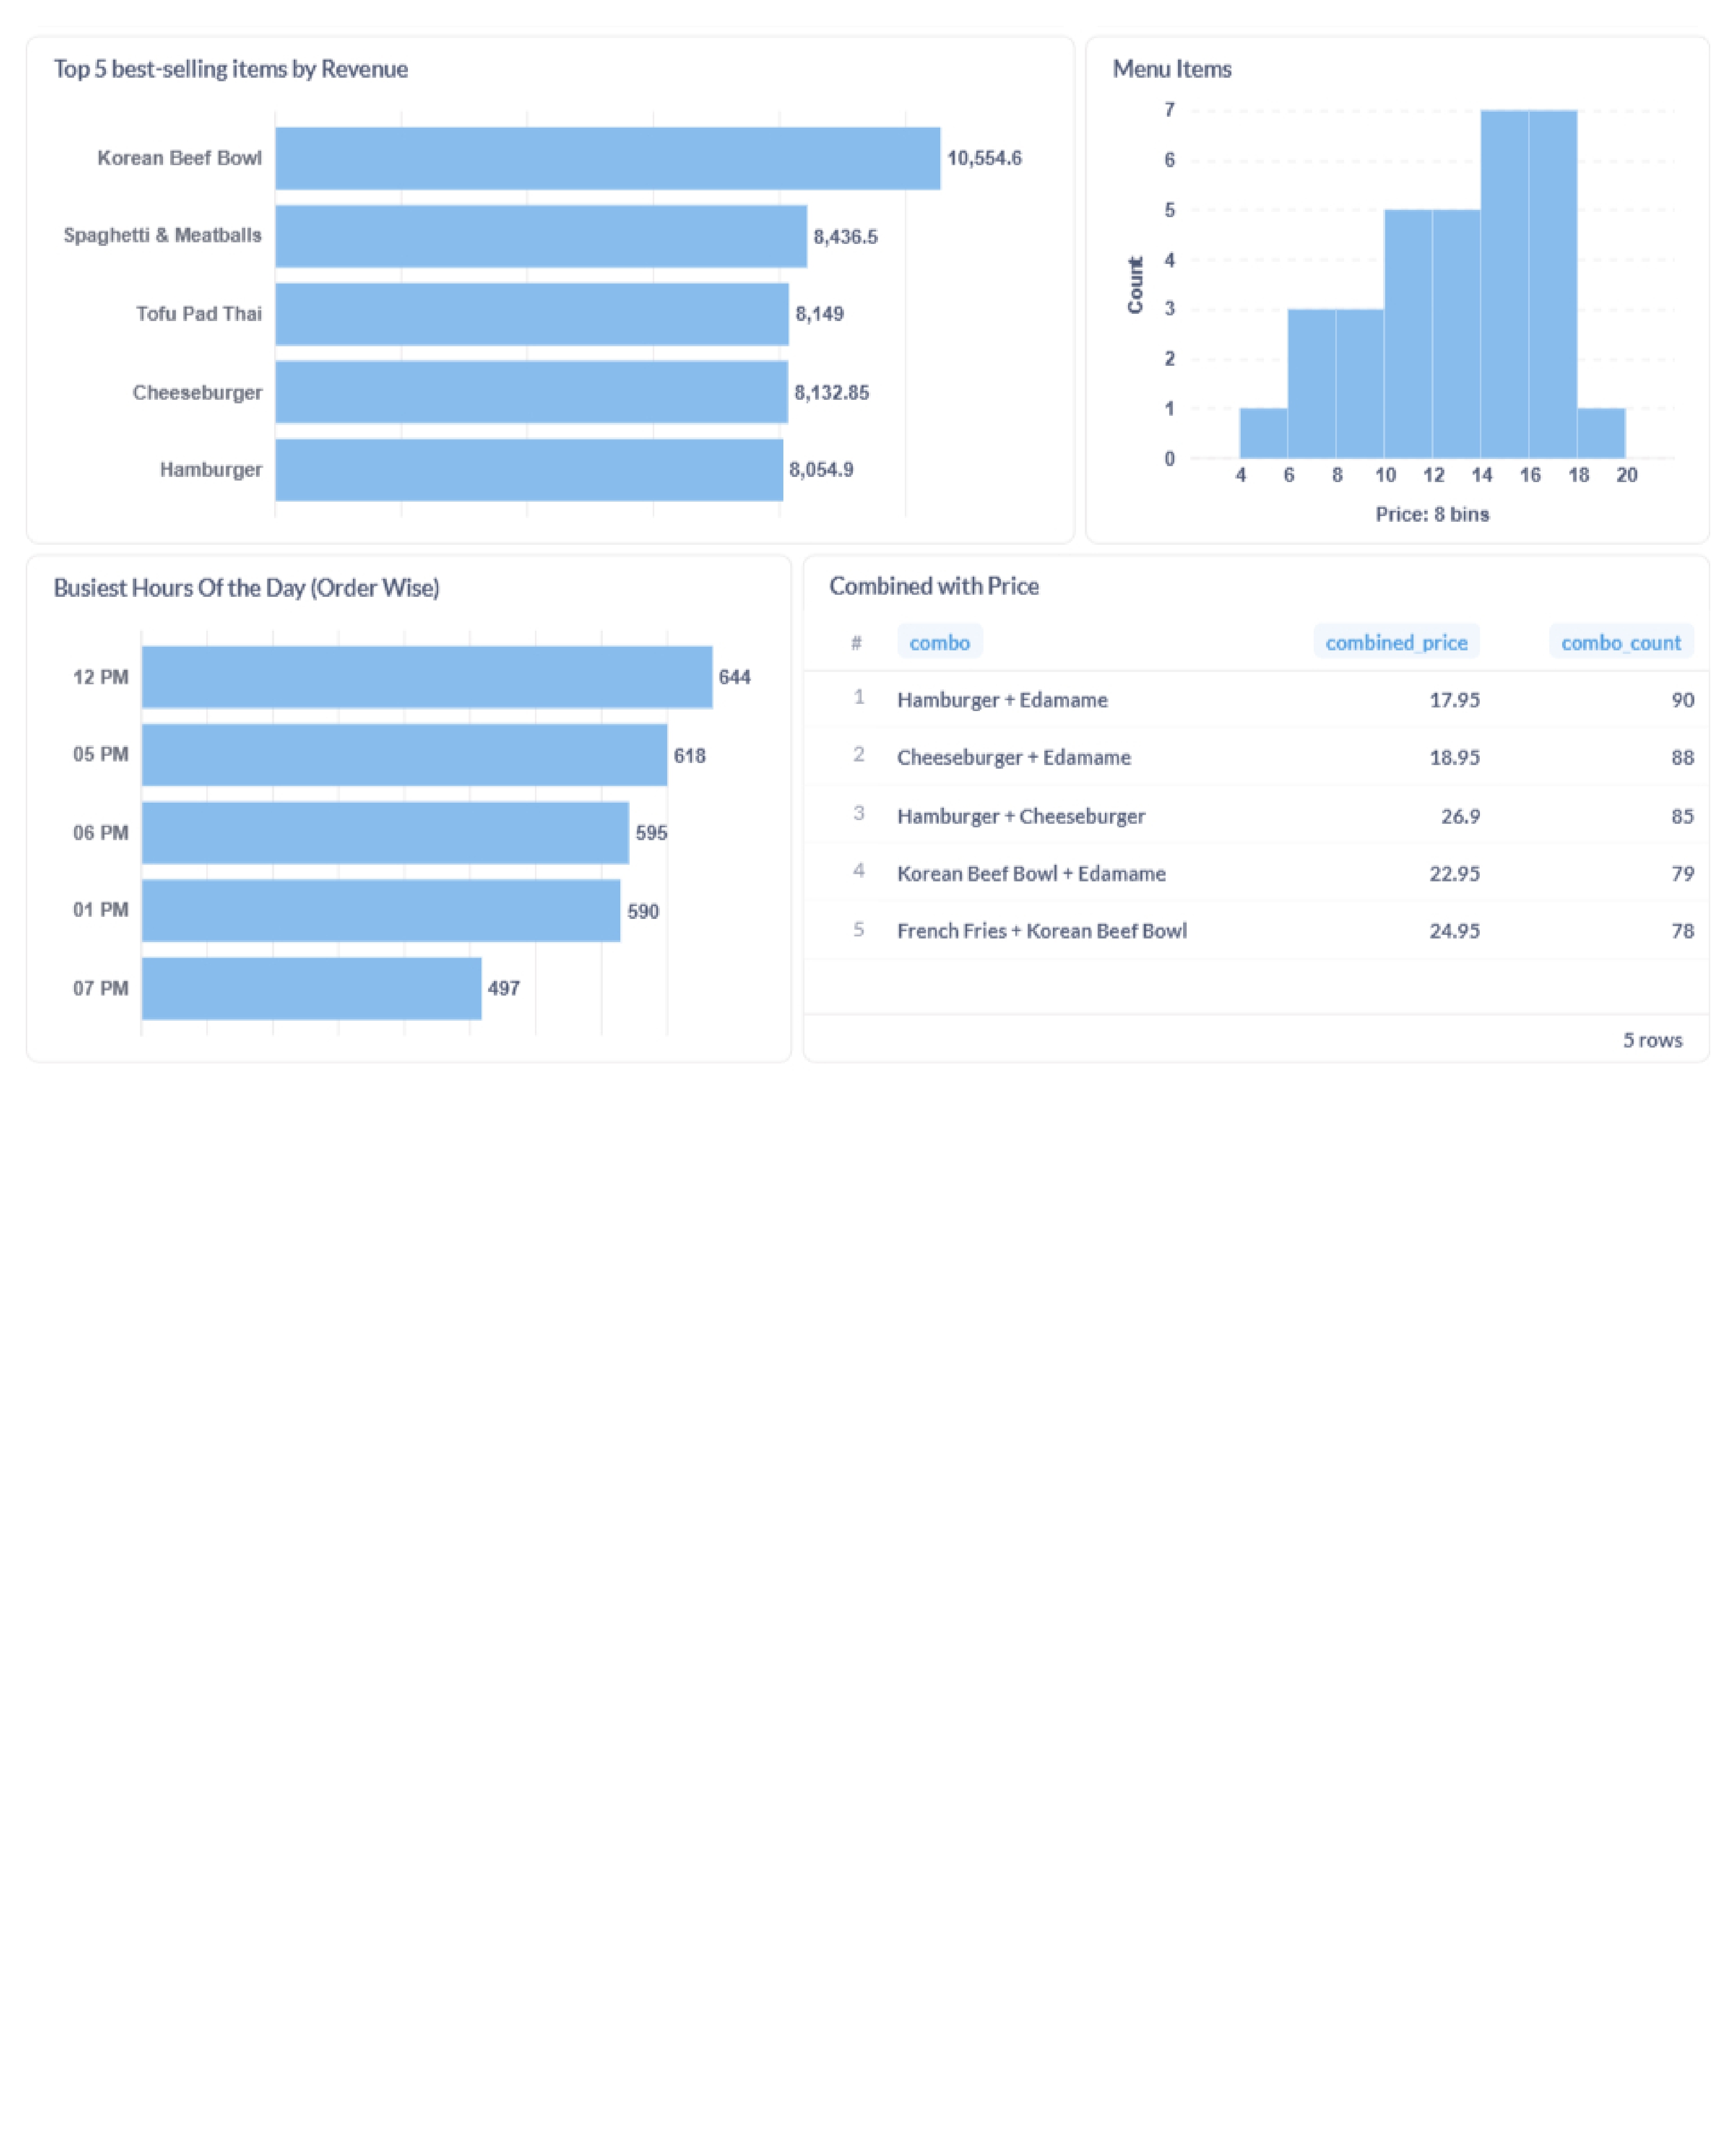 Top 5 best-selling items by Revenue
Korean Beef Bowl 10,554.6
Spaghetti & Meatballs 8,436.5
Tofu Pad Thai 8,149
Cheeseburger 8,132.85
Hamburger 8,054.9
Menu Items
7
6
5
4
3
2
1
0
Count
4 6 8 10 12 14 16 18 20
Price: 8 bins
Busiest Hours Of the Day (Order Wise)
12 PM 644
05 PM 618
06 PM 595
01 PM 590
07 PM 497
Combined with Price
# combo combined_price combo_count
1 Hamburger + Edamame 17.95 90
2 Cheeseburger + Edamame 18.95 88
3 Hamburger + Cheeseburger 26.9 85
4 Korean Beef Bowl + Edamame 22.95 79
5 French Fries + Korean Beef Bowl 24.95 78
5 rows